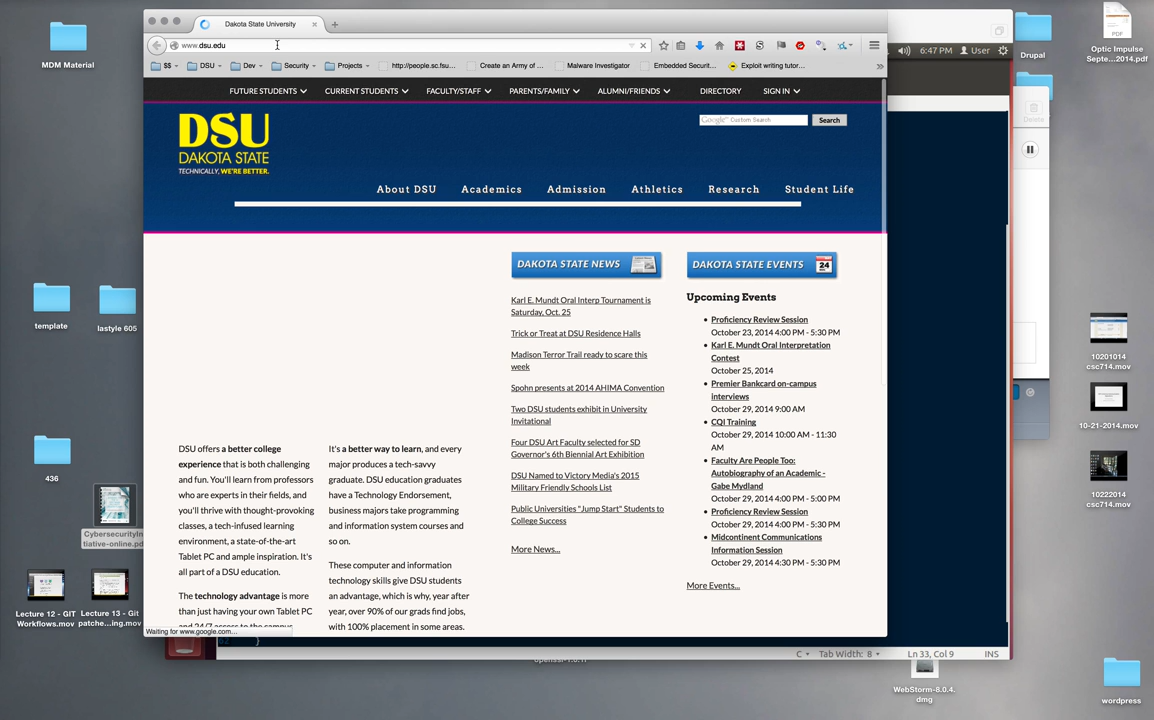 Dakota State University
www.dsu.edu
$$
DSU
Dev
Security
Projects
http://people.sc.fsu...
Create an Army of ...
Malware Investigator
Embedded Securit...
Exploit writing tutor...
FUTURE STUDENTS
CURRENT STUDENTS
FACULTY/STAFF
PARENTS/FAMILY
ALUMNI/FRIENDS
DIRECTORY
SIGN IN
DSU
DAKOTA STATE
TECHNICALLY, WE'RE BETTER.
Google™ Custom Search
Search
About DSU
Academics
Admission
Athletics
Research
Student Life
DAKOTA STATE NEWS
Karl E. Mundt Oral Interp Tournament is
Saturday, Oct. 25
Trick or Treat at DSU Residence Halls
Madison Terror Trail ready to scare this
week
Spohn presents at 2014 AHIMA Convention
Two DSU students exhibit in University
Invitational
Four DSU Art Faculty selected for SD
Governor's 6th Biennial Art Exhibition
DSU Named to Victory Media's 2015
Military Friendly Schools List
Public Universities "Jump Start" Students to
College Success
More News...
DAKOTA STATE EVENTS
24
Upcoming Events
Proficiency Review Session
October 23, 2014 4:00 PM - 5:30 PM
Karl E. Mundt Oral Interpretation
Contest
October 25, 2014
Premier Bankcard on-campus
interviews
October 29, 2014 9:00 AM
CQI Training
October 29, 2014 10:00 AM - 11:30
AM
Faculty Are People Too:
Autobiography of an Academic -
Gabe Mydland
October 29, 2014 4:00 PM - 5:00 PM
Proficiency Review Session
October 29, 2014 4:00 PM - 5:30 PM
Midcontinent Communications
Information Session
October 29, 2014 4:30 PM - 5:30 PM
More Events...
DSU offers a better college
experience that is both challenging
and fun. You'll learn from professors
who are experts in their fields, and
you'll thrive with thought-provoking
classes, a tech-infused learning
environment, a state-of-the-art
Tablet PC and ample inspiration. It's
all part of a DSU education.
The technology advantage is more
than just having your own Tablet PC
and 24/7 access to the campus
It's a better way to learn, and every
major produces a tech-savvy
graduate. DSU education graduates
have a Technology Endorsement,
business majors take programming
and information system courses and
so on.
These computer and information
technology skills give DSU students
an advantage, which is why, year after
year, over 90% of our grads find jobs,
with 100% placement in some areas.
Waiting for www.google.com...
6:47 PM
User
Delete
C
Tab Width: 8
Ln 33, Col 9
INS
}
MDM Material
template
lastyle 605
436
CybersecurityIn
itiative-online.pd
Lecture 12 - GIT
Workflows.mov
Lecture 13 - Git
patche...ing.mov
Drupal
PDF
Optic Impulse
Septe...2014.pdf
10201014
csc714.mov
10-21-2014.mov
10222014
csc714.mov
WebStorm-8.0.4.
dmg
wordpress